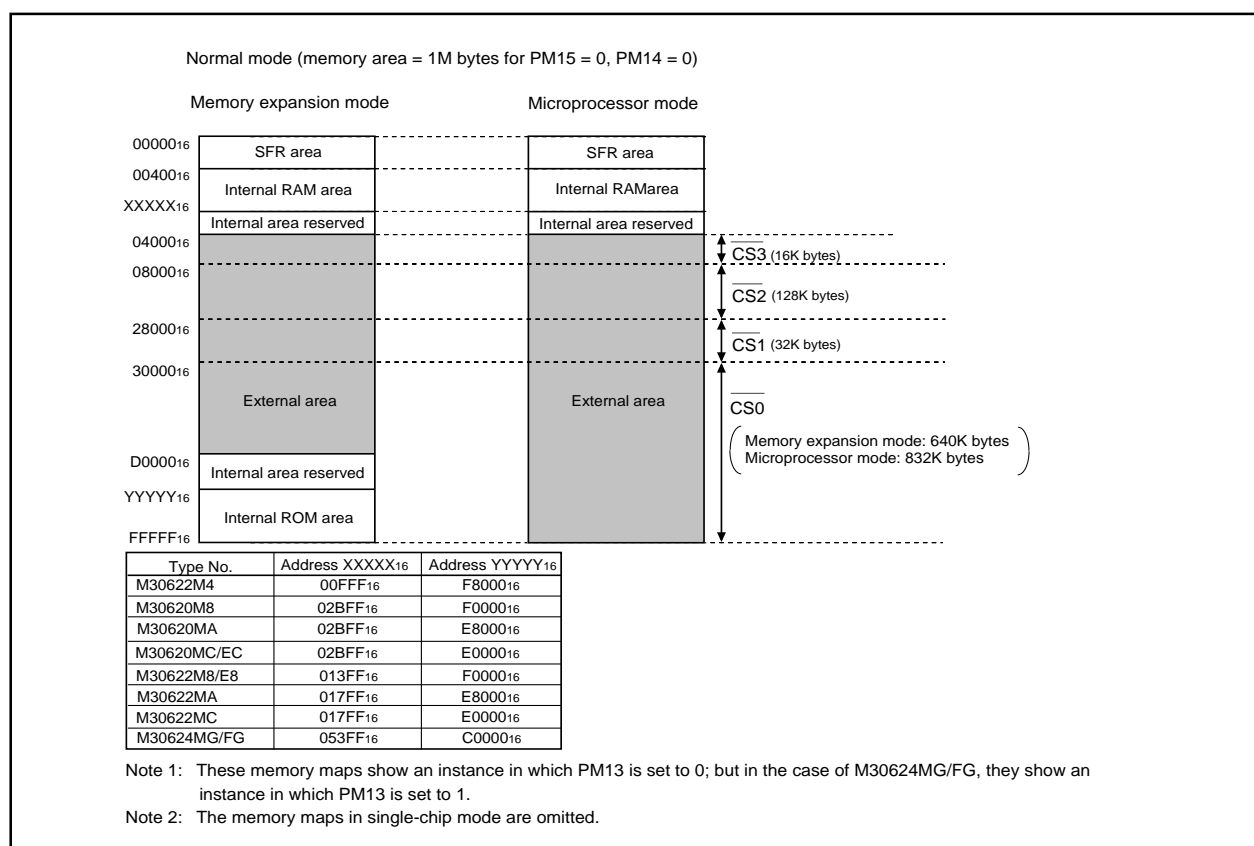 Normal mode (memory area = 1M bytes for PM15 = 0, PM14 = 0)
Memory expansion mode
Microprocessor mode
00000₁₆
SFR area
SFR area
00400₁₆
Internal RAM area
Internal RAMarea
XXXXX₁₆
Internal area reserved
Internal area reserved
04000₁₆
CS3 (16K bytes)
08000₁₆
CS2 (128K bytes)
28000₁₆
CS1 (32K bytes)
30000₁₆
External area
External area
CS0
Memory expansion mode: 640K bytes
Microprocessor mode: 832K bytes
D0000₁₆
Internal area reserved
YYYYY₁₆
Internal ROM area
FFFFF₁₆
Type No. Address XXXXX₁₆ Address YYYYY₁₆
M30622M4 00FFF₁₆ F8000₁₆
M30620M8 02BFF₁₆ F0000₁₆
M30620MA 02BFF₁₆ E8000₁₆
M30620MC/EC 02BFF₁₆ E0000₁₆
M30622M8/E8 013FF₁₆ F0000₁₆
M30622MA 017FF₁₆ E8000₁₆
M30622MC 017FF₁₆ E0000₁₆
M30624MG/FG 053FF₁₆ C0000₁₆
Note 1: These memory maps show an instance in which PM13 is set to 0; but in the case of M30624MG/FG, they show an
instance in which PM13 is set to 1.
Note 2: The memory maps in single-chip mode are omitted.